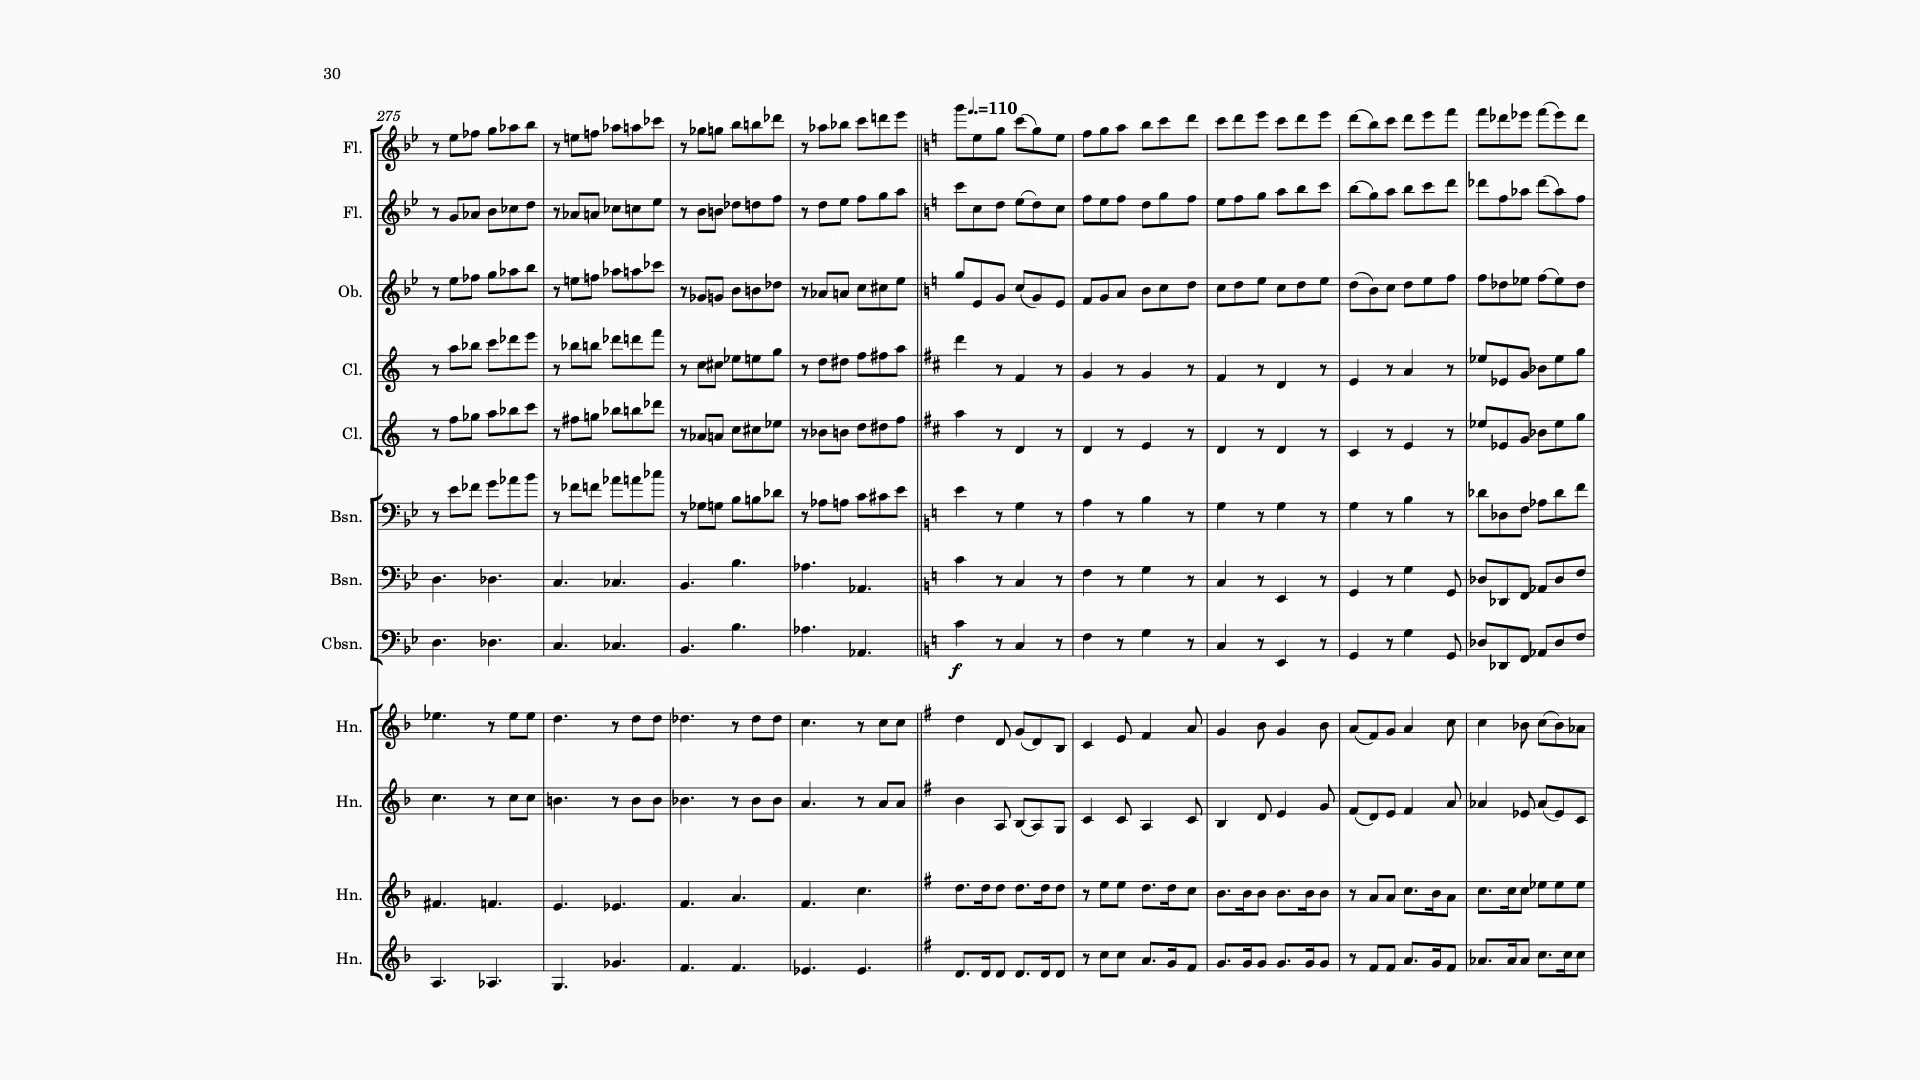 30
275
♩.=110
Fl.
Fl.
Ob.
Cl.
Cl.
Bsn.
Bsn.
Cbsn.
f
Hn.
Hn.
Hn.
Hn.